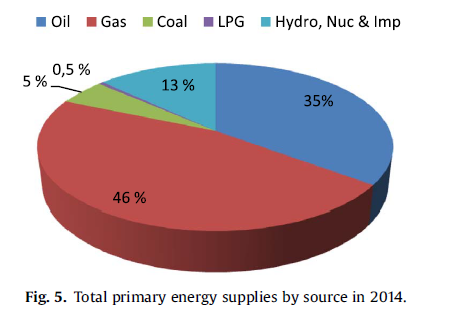 Oil Gas Coal LPG Hydro, Nuc & Imp
0,5 %
5 %
13 %
35%
46 %
Fig. 5. Total primary energy supplies by source in 2014.